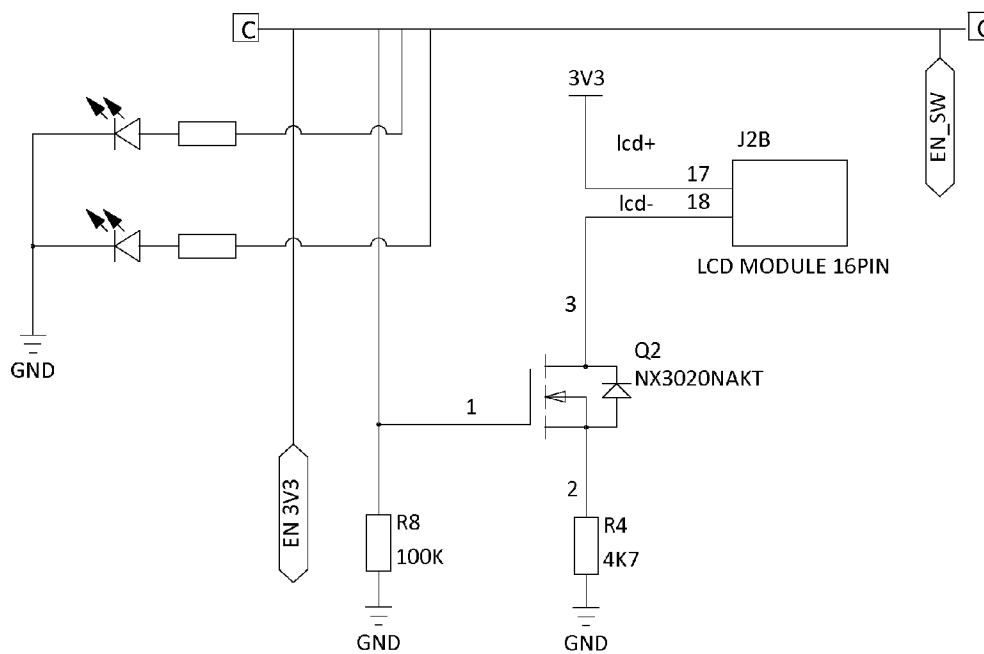 C
C
3V3
EN_SW
lcd+
J2B
17
lcd-
18
LCD MODULE 16PIN
3
GND
Q2
NX3020NAKT
1
EN 3V3
2
R8
100K
R4
4K7
GND
GND